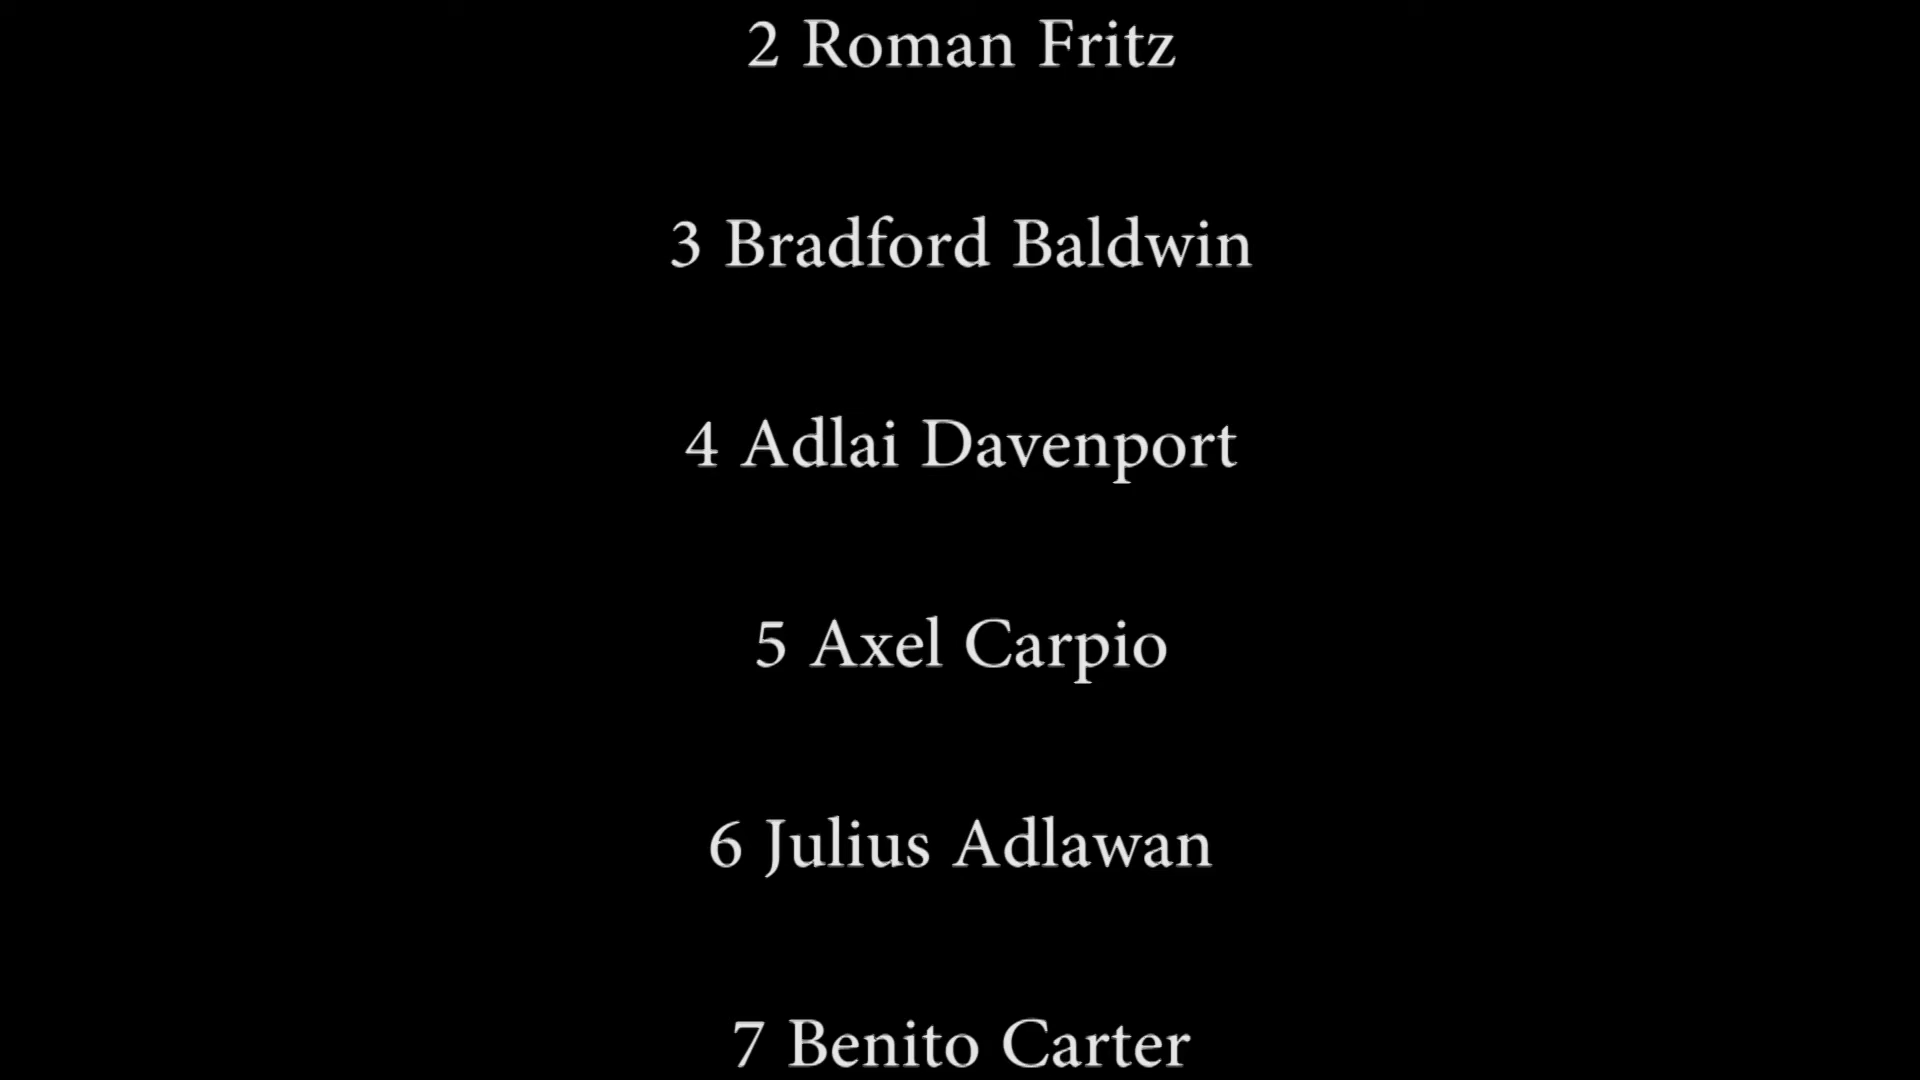 2 Roman Fritz
3 Bradford Baldwin
4 Adlai Davenport
5 Axel Carpio
6 Julius Adlawan
7 Benito Carter